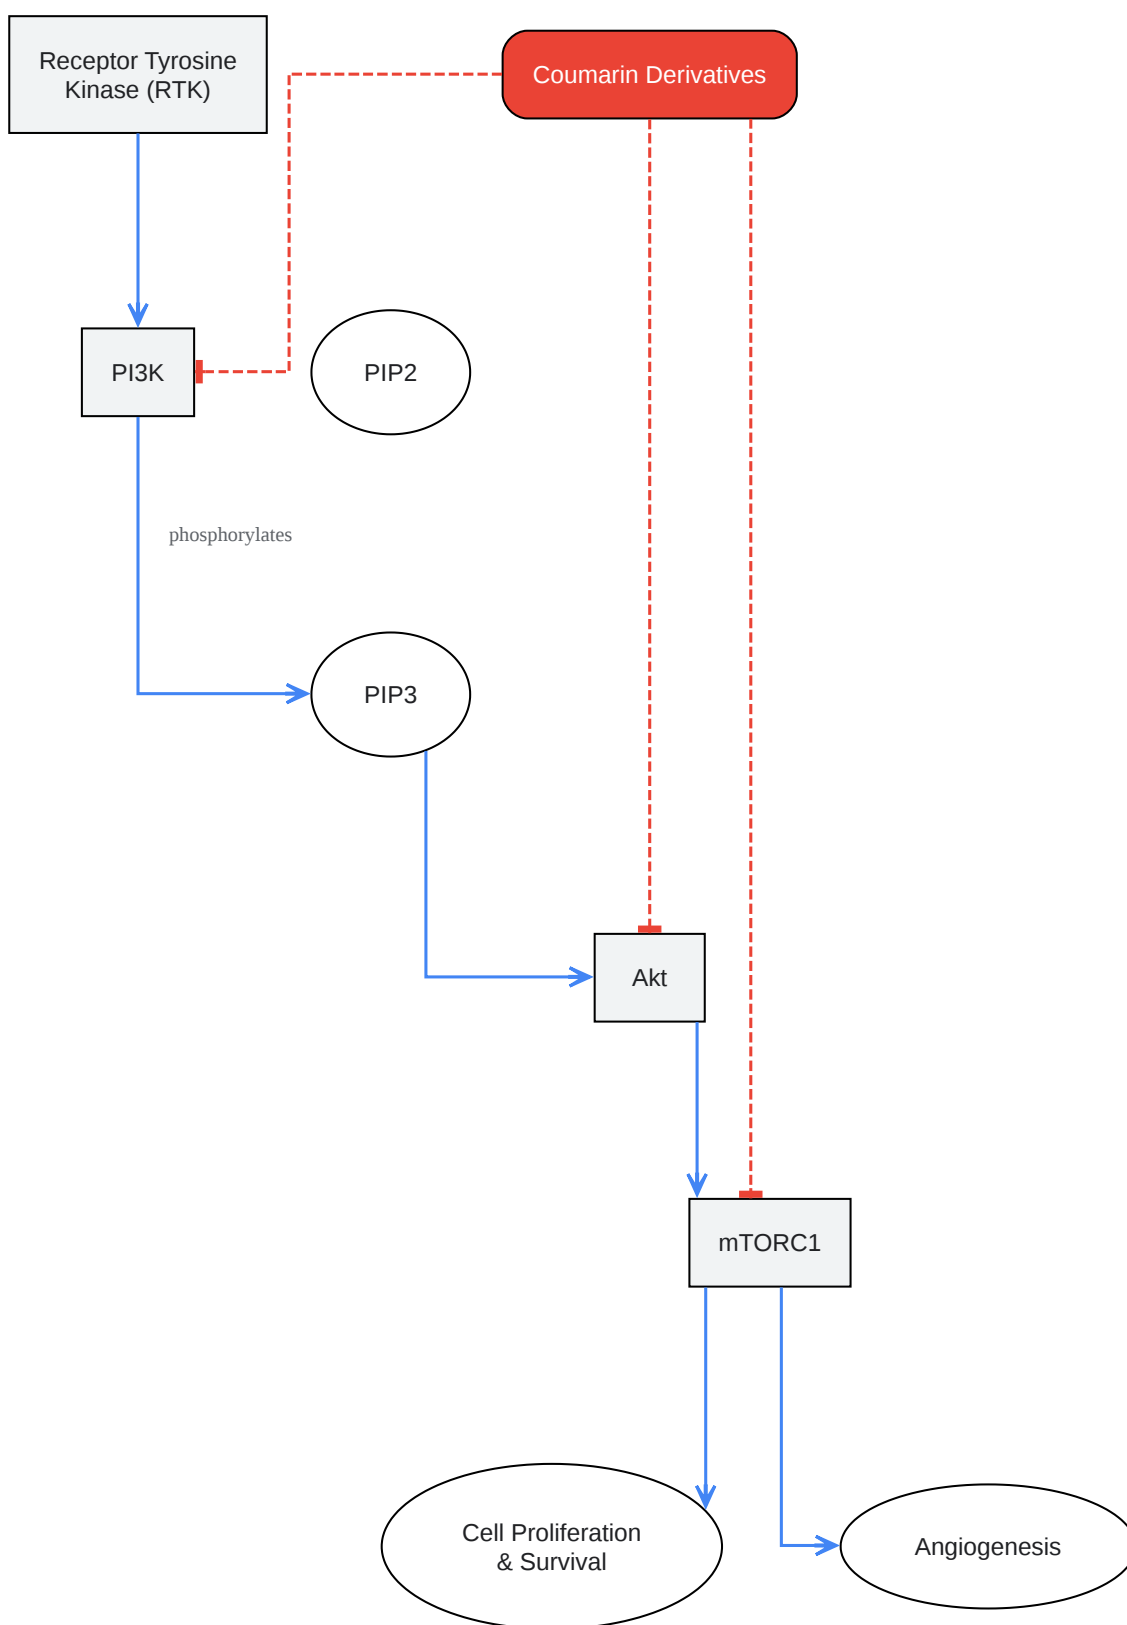 Receptor Tyrosine
Kinase (RTK)
Coumarin Derivatives
PI3K
PIP2
phosphorylates
PIP3
Akt
mTORC1
Cell Proliferation
& Survival
Angiogenesis